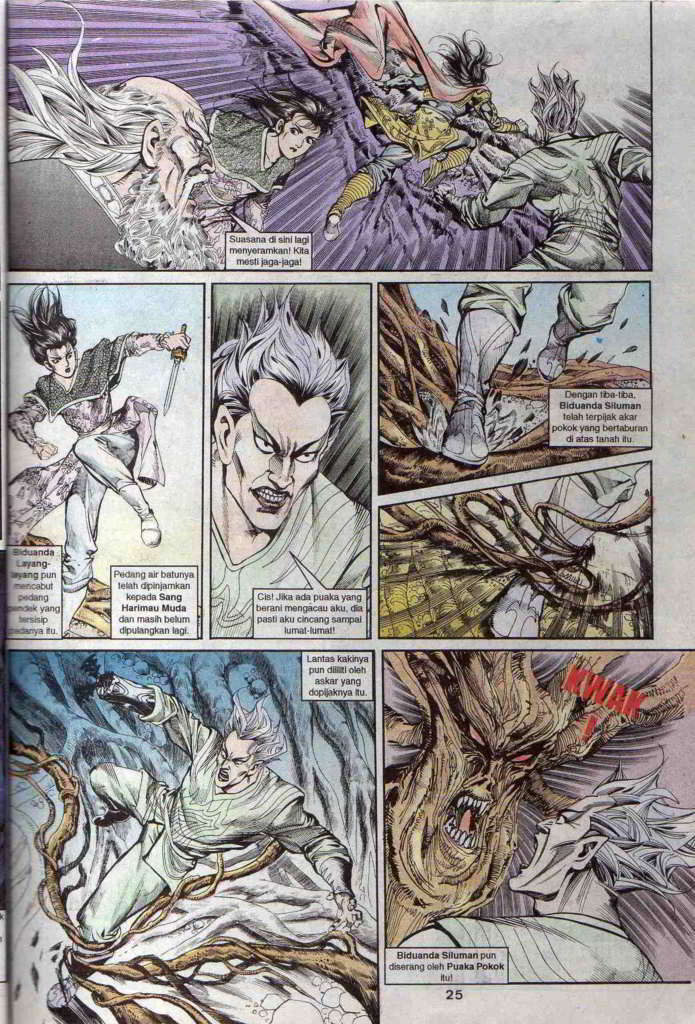 Suasana di sini lagi
menyeramkan! Kita
mesti jaga-jaga!
Biduanda
Layang-
layang pun
mencabut
pedang
pendek yang
tersisip
padanya itu.
Pedang air batunya
telah dipinjamkan
kepada Sang
Harimau Muda
dan masih belum
dipulangkan lagi.
Cis! Jika ada puaka yang
berani mengacau aku, dia
pasti aku cincang sampai
lumat-lumat!
Dengan tiba-tiba,
Biduanda Siluman
telah terpijak akar
pokok yang bertaburan
di atas tanah itu.
Lantas kakinya
pun dililiti oleh
askar yang
dopijaknya itu.
KWAK
!
Biduanda Siluman pun
diserang oleh Puaka Pokok
itu!
25